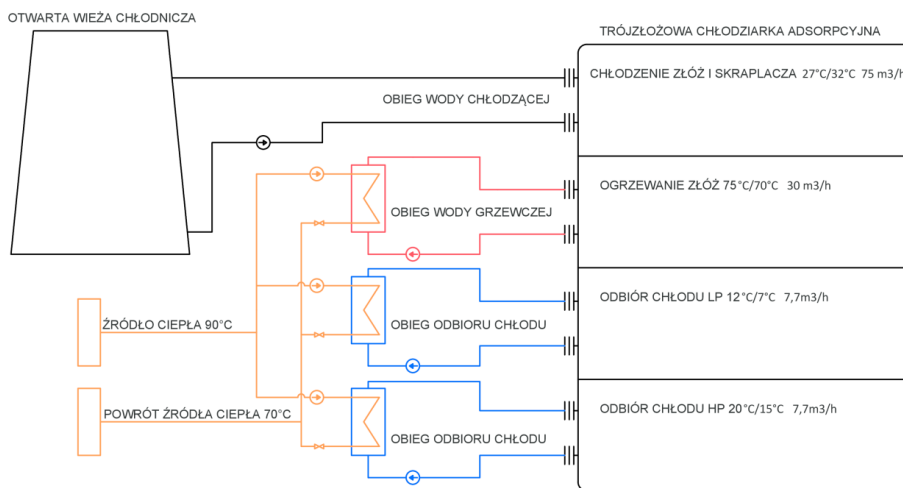 OTWARTA WIEŻA CHŁODNICZA
TRÓJZŁOŻOWA CHŁODZIARKA ADSORPCYJNA
CHŁODZENIE ZŁÓŻ I SKRAPLACZA 27°C/32°C 75 m3/h
OBIEG WODY CHŁODZĄCEJ
OGRZEWANIE ZŁÓŻ 75°C/70°C 30 m3/h
OBIEG WODY GRZEWCZEJ
ODBIÓR CHŁODU LP 12°C/7°C 7,7m3/h
ŹRÓDŁO CIEPŁA 90°C
OBIEG ODBIORU CHŁODU
POWRÓT ŹRÓDŁA CIEPŁA 70°C
ODBIÓR CHŁODU HP 20°C/15°C 7,7m3/h
OBIEG ODBIORU CHŁODU